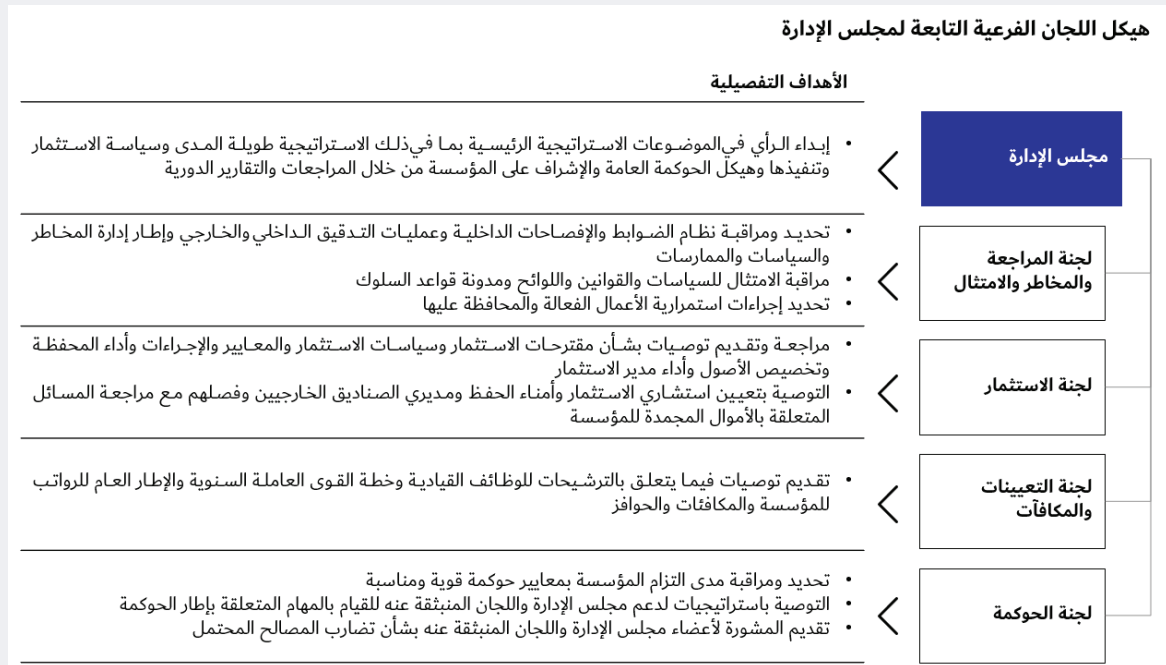 هيكل اللجان الفرعية التابعة لمجلس الإدارة
الأهداف التفصيلية
مجلس الإدارة
• إبداء الرأي في الموضوعات الاستراتيجية الرئيسية بما في ذلك الاستراتيجية طويلة المدى وسياسة الاستثمار
وتنفيذها وهيكل الحوكمة العامة والإشراف على المؤسسة من خلال المراجعات والتقارير الدورية
لجنة المراجعة
والمخاطر والامتثال
• تحديد ومراقبة نظام الضوابط والإفصاحات الداخلية وعمليات التدقيق الداخلي والخارجي وإطار إدارة المخاطر
والسياسات والممارسات
• مراقبة الامتثال للسياسات والقوانين واللوائح ومدونة قواعد السلوك
• تحديد إجراءات استمرارية الأعمال الفعالة والمحافظة عليها
لجنة الاستثمار
• مراجعة وتقديم توصيات بشأن مقترحات الاستثمار وسياسات الاستثمار والمعايير والإجراءات وأداء المحفظة
وتخصيص الأصول وأداء مدير الاستثمار
• التوصية بتعيين استشاري الاستثمار وأمناء الحفظ ومديري الصناديق الخارجيين وفصلهم مع مراجعة المسائل
المتعلقة بالأموال المجمدة للمؤسسة
لجنة التعيينات
والمكافآت
• تقديم توصيات فيما يتعلق بالترشيحات للوظائف القيادية وخطة القوى العاملة السنوية والإطار العام للرواتب
للمؤسسة والمكافئات والحوافز
لجنة الحوكمة
• تحديد ومراقبة مدى التزام المؤسسة بمعايير حوكمة قوية ومناسبة
• التوصية باستراتيجيات لدعم مجلس الإدارة واللجان المنبثقة عنه للقيام بالمهام المتعلقة بإطار الحوكمة
• تقديم المشورة لأعضاء مجلس الإدارة واللجان المنبثقة عنه بشأن تضارب المصالح المحتمل